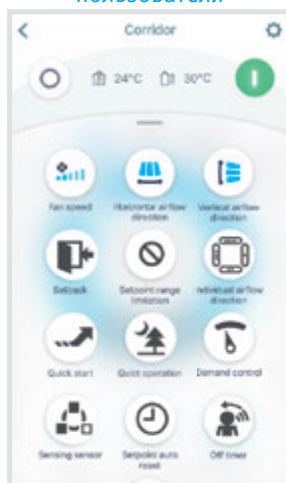 пользователя
Corridor
24°C 30°C
Fan speed
Horizontal airflow
direction
Vertical airflow
direction
Setback
Setpoint range
limitation
Individual airflow
direction
Quick start
Quiet operation
Demand control
Sensing sensor
Setpoint auto
reset
Off timer